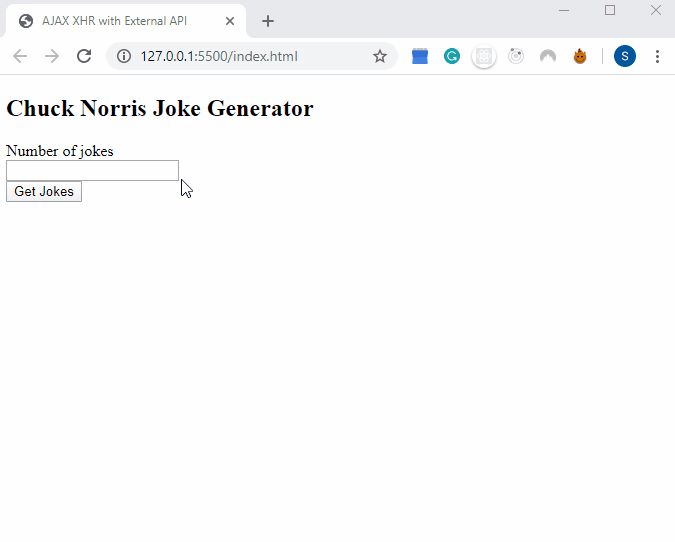 AJAX XHR with External API
127.0.0.1:5500/index.html
G
S
Chuck Norris Joke Generator
Number of jokes
Get Jokes